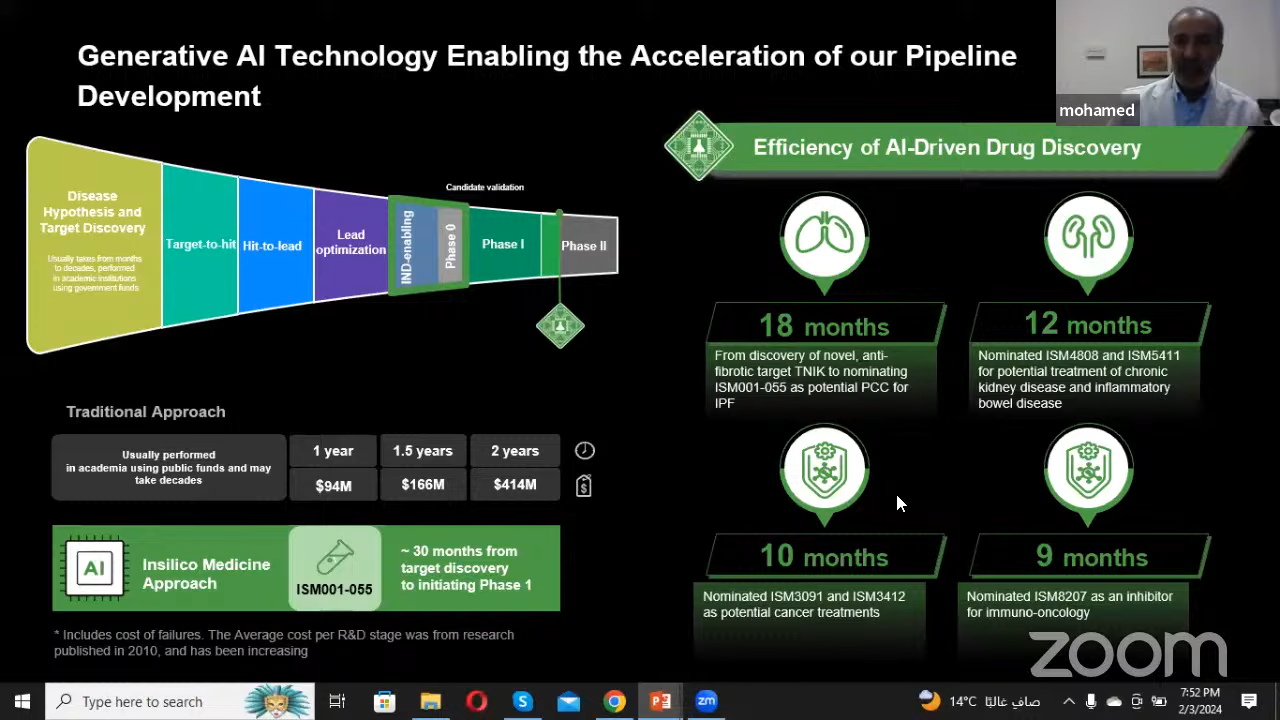 Generative AI Technology Enabling the Acceleration of our Pipeline
Development
mohamed
Candidate validation
Disease
Hypothesis and
Target Discovery
Usually takes from months
to decades, performed
in academic institutions
using government funds
Target-to-hit
Hit-to-lead
Lead
optimization
IND-enabling
Phase 0
Phase I
Phase II
Traditional Approach
Usually performed
in academia using public funds and may
take decades
1 year
1.5 years
2 years
$94M
$166M
$414M
$
AI
Insilico Medicine
Approach
ISM001-055
~ 30 months from
target discovery
to initiating Phase 1
* Includes cost of failures. The Average cost per R&D stage was from research
published in 2010, and has been increasing
Efficiency of AI-Driven Drug Discovery
18 months
From discovery of novel, anti-
fibrotic target TNIK to nominating
ISM001-055 as potential PCC for
IPF
12 months
Nominated ISM4808 and ISM5411
for potential treatment of chronic
kidney disease and inflammatory
bowel disease
10 months
Nominated ISM3091 and ISM3412
as potential cancer treatments
9 months
Nominated ISM8207 as an inhibitor
for immuno-oncology
zoom
Type here to search
14°C صافٍ غالبًا
7:52 PM
2/3/2024